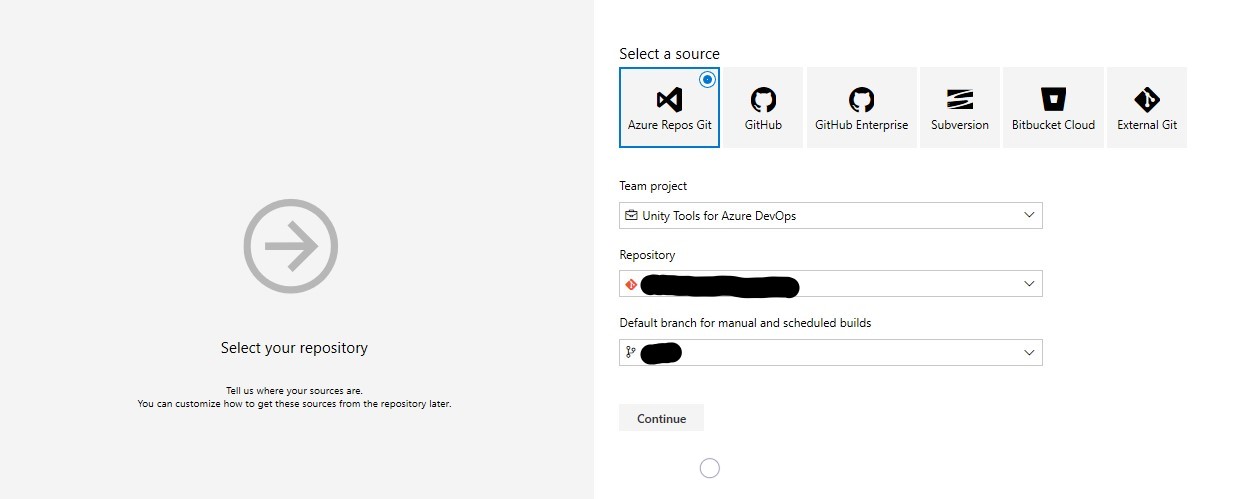 Select your repository
Tell us where your sources are.
You can customize how to get these sources from the repository later.
Select a source
Azure Repos Git
GitHub
GitHub Enterprise
Subversion
Bitbucket Cloud
External Git
Team project
Unity Tools for Azure DevOps
Repository
Default branch for manual and scheduled builds
Continue